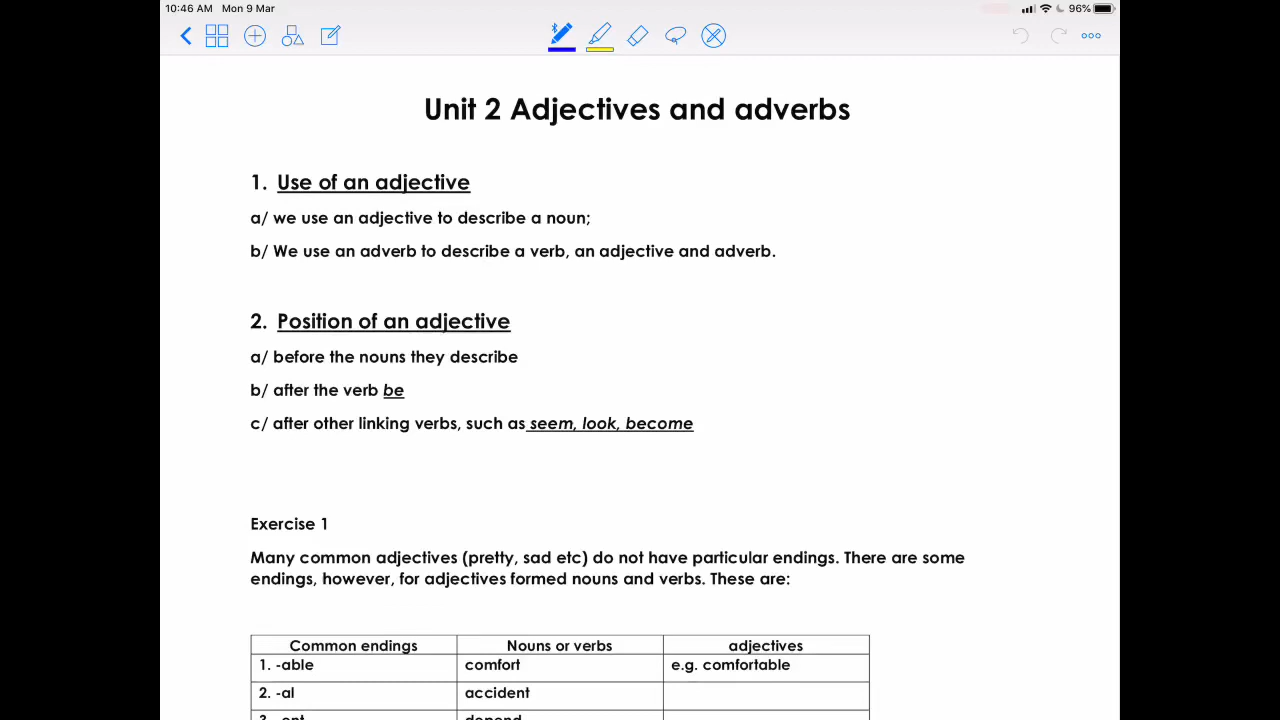 10:46 AM Mon 9 Mar 96%
Unit 2 Adjectives and adverbs
1. Use of an adjective
a/ we use an adjective to describe a noun;
b/ We use an adverb to describe a verb, an adjective and adverb.
2. Position of an adjective
a/ before the nouns they describe
b/ after the verb be
c/ after other linking verbs, such as seem, look, become
Exercise 1
Many common adjectives (pretty, sad etc) do not have particular endings. There are some
endings, however, for adjectives formed nouns and verbs. These are:
Common endings Nouns or verbs adjectives
1. -able comfort e.g. comfortable
2. -al accident
3. -ent depend